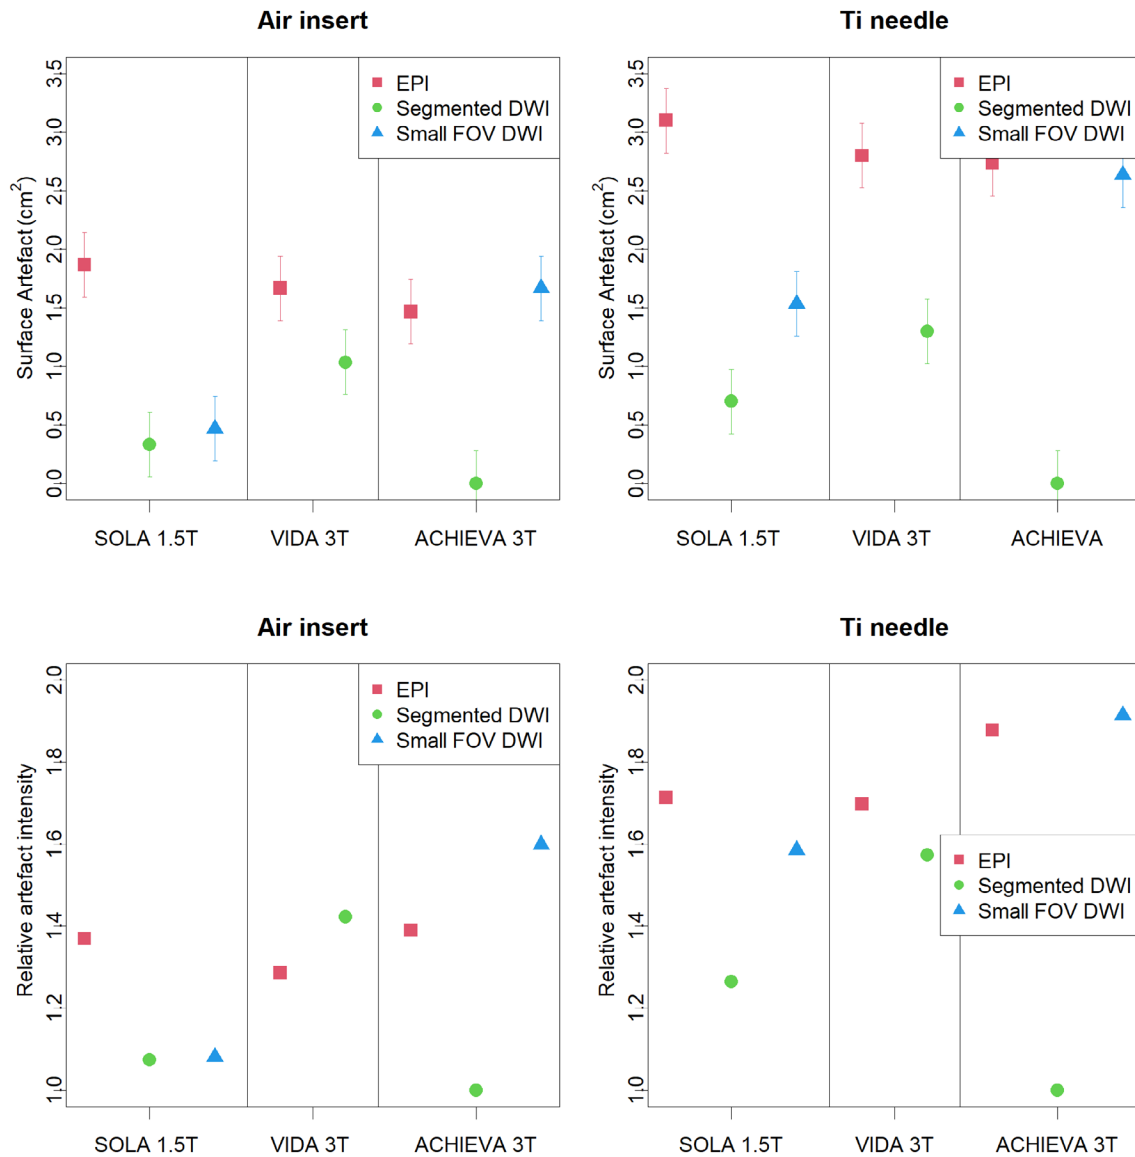 Air insert
Surface Artefact (cm²)
3.5
3.0
2.5
2.0
1.5
1.0
0.5
0.0
EPI
Segmented DWI
Small FOV DWI
SOLA 1.5T
VIDA 3T
ACHIEVA 3T
Ti needle
Surface Artefact (cm²)
3.5
3.0
2.5
2.0
1.5
1.0
0.5
0.0
EPI
Segmented DWI
Small FOV DWI
SOLA 1.5T
VIDA 3T
ACHIEVA
Air insert
Relative artefact intensity
2.0
1.8
1.6
1.4
1.2
1.0
EPI
Segmented DWI
Small FOV DWI
SOLA 1.5T
VIDA 3T
ACHIEVA 3T
Ti needle
Relative artefact intensity
2.0
1.8
1.6
1.4
1.2
1.0
EPI
Segmented DWI
Small FOV DWI
SOLA 1.5T
VIDA 3T
ACHIEVA 3T